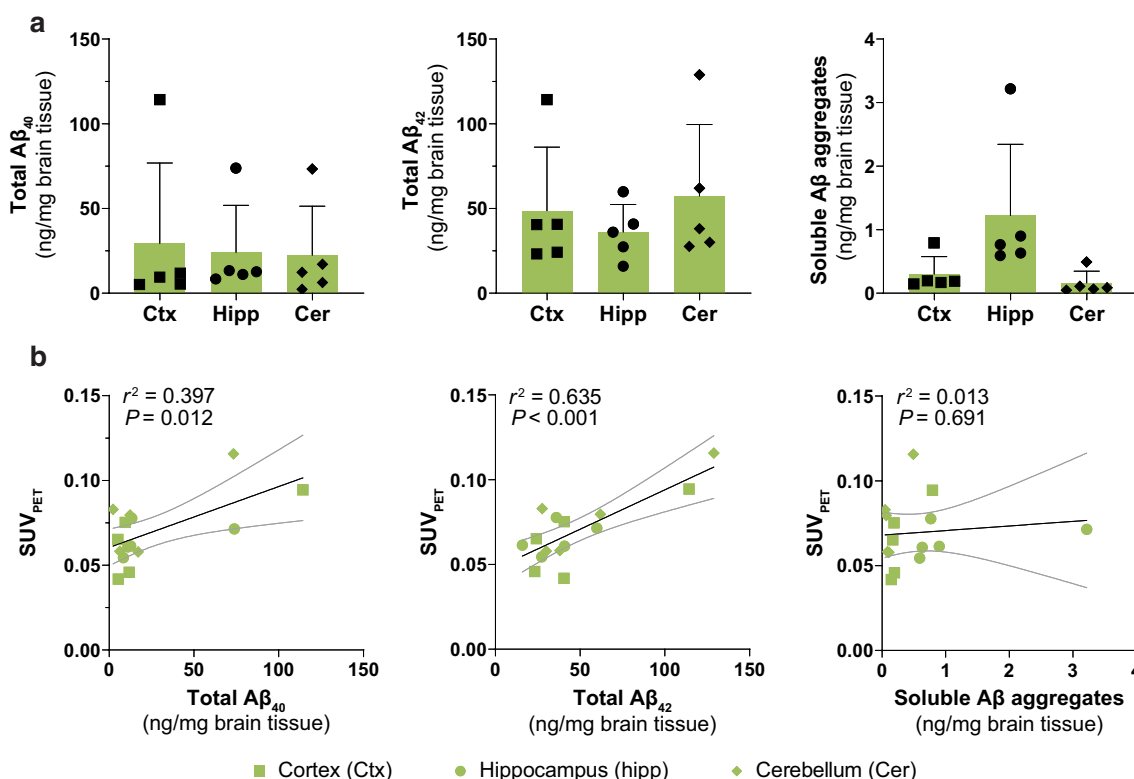 a
Total Aβ40
(ng/mg brain tissue)
150
100
50
0
Ctx
Hipp
Cer
Total Aβ42
(ng/mg brain tissue)
150
100
50
0
Ctx
Hipp
Cer
Soluble Aβ aggregates
(ng/mg brain tissue)
4
3
2
1
0
Ctx
Hipp
Cer
b
r² = 0.397
P = 0.012
SUVPET
0.15
0.10
0.05
0.00
0
50
100
150
Total Aβ40
(ng/mg brain tissue)
r² = 0.635
P < 0.001
SUVPET
0.15
0.10
0.05
0.00
0
50
100
150
Total Aβ42
(ng/mg brain tissue)
r² = 0.013
P = 0.691
SUVPET
0.15
0.10
0.05
0.00
0
1
2
3
4
Soluble Aβ aggregates
(ng/mg brain tissue)
Cortex (Ctx)
Hippocampus (hipp)
Cerebellum (Cer)